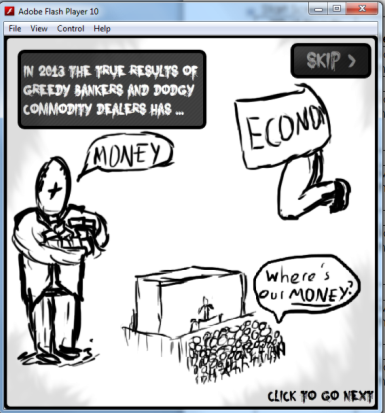 Adobe Flash Player 10
File View Control Help
IN 2013 THE TRUE RESULTS OF
GREEDY BANKERS AND DODGY
COMMODITY DEALERS HAS ...
SKIP >
MONEY
ECONO
Where's
our MONEY?
CLICK TO GO NEXT